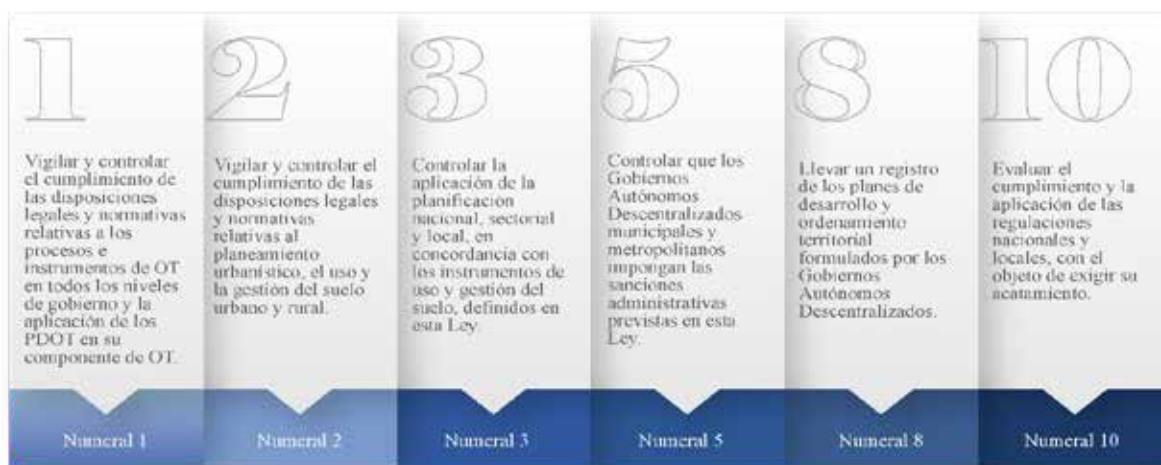 1
Vigilar y controlar
el cumplimiento de
las disposiciones
legales y normativas
relativas a los
procesos e
instrumentos de OT
en todos los niveles
de gobierno y la
aplicación de los
PDOT en su
componente de OT.
Numeral 1
2
Vigilar y controlar el
cumplimiento de las
disposiciones legales
y normativas
relativas al
planeamiento
urbanístico, el uso y
la gestión del suelo
urbano y rural.
Numeral 2
3
Controlar la
aplicación de la
planificación
nacional, sectorial
y local, en
concordancia con
los instrumentos de
uso y gestión del
suelo, definidos en
esta Ley.
Numeral 3
5
Controlar que los
Gobiernos
Autónomos
Descentralizados
municipales y
metropolitanos
impongan las
sanciones
administrativas
previstas en esta
Ley.
Numeral 5
8
Llevar un registro
de los planes de
desarrollo y
ordenamiento
territorial
formulados por los
Gobiernos
Autónomos
Descentralizados.
Numeral 8
10
Evaluar el
cumplimiento y la
aplicación de las
regulaciones
nacionales y
locales, con el
objeto de exigir su
acatamiento.
Numeral 10